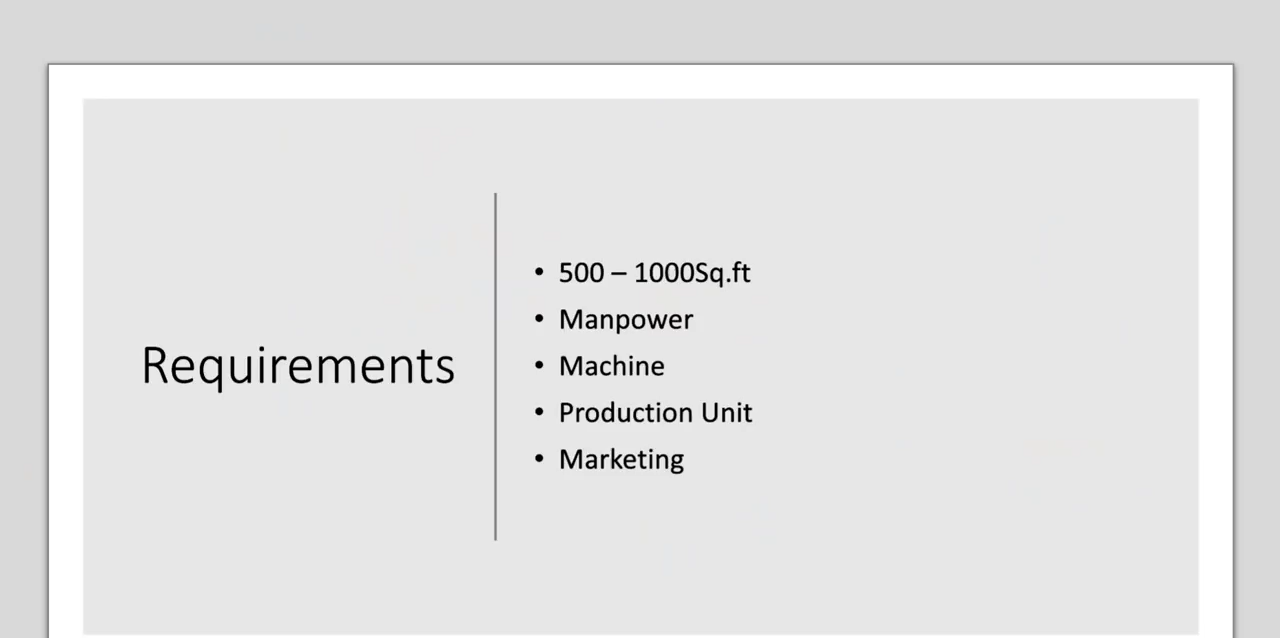 Requirements
• 500 – 1000Sq.ft
• Manpower
• Machine
• Production Unit
• Marketing